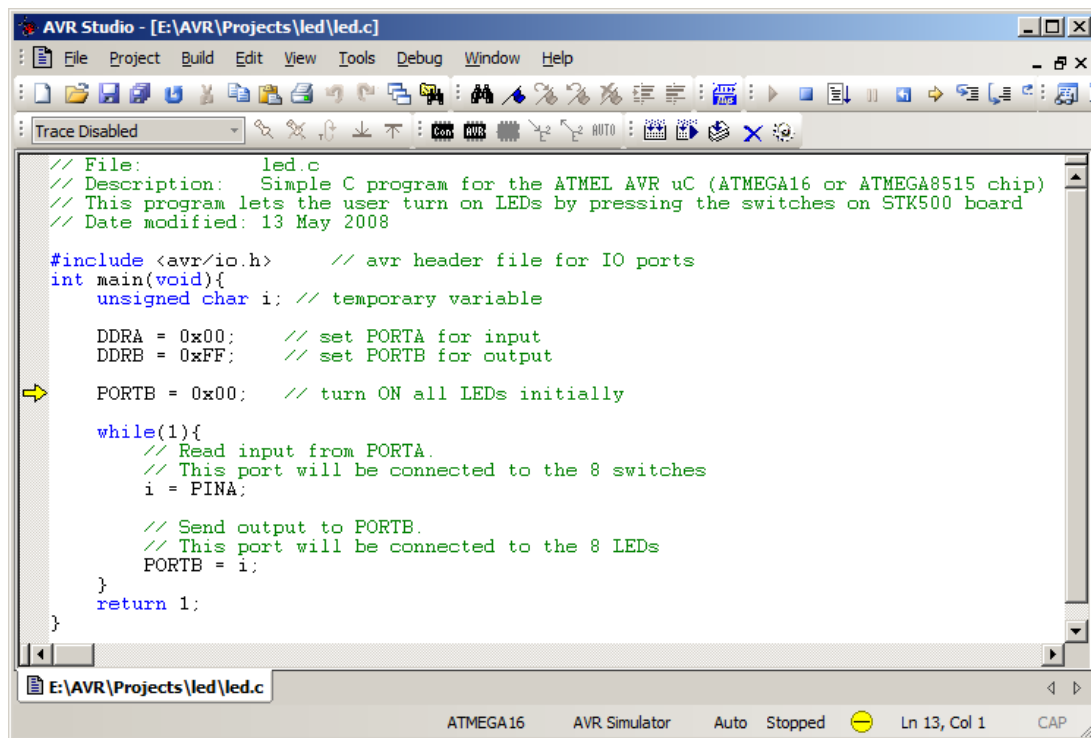 AVR Studio - [E:\AVR\Projects\led\led.c]
File Project Build Edit View Tools Debug Window Help
Trace Disabled Con AVR AUTO
// File: led.c
// Description: Simple C program for the ATMEL AVR uC (ATMEGA16 or ATMEGA8515 chip)
// This program lets the user turn on LEDs by pressing the switches on STK500 board
// Date modified: 13 May 2008
#include <avr/io.h> // avr header file for IO ports
int main(void){
unsigned char i; // temporary variable
DDRA = 0x00; // set PORTA for input
DDRB = 0xFF; // set PORTB for output
PORTB = 0x00; // turn ON all LEDs initially
while(1){
// Read input from PORTA.
// This port will be connected to the 8 switches
i = PINA;
// Send output to PORTB.
// This port will be connected to the 8 LEDs
PORTB = i;
}
return 1;
}
E:\AVR\Projects\led\led.c
ATMEGA16 AVR Simulator Auto Stopped Ln 13, Col 1 CAP